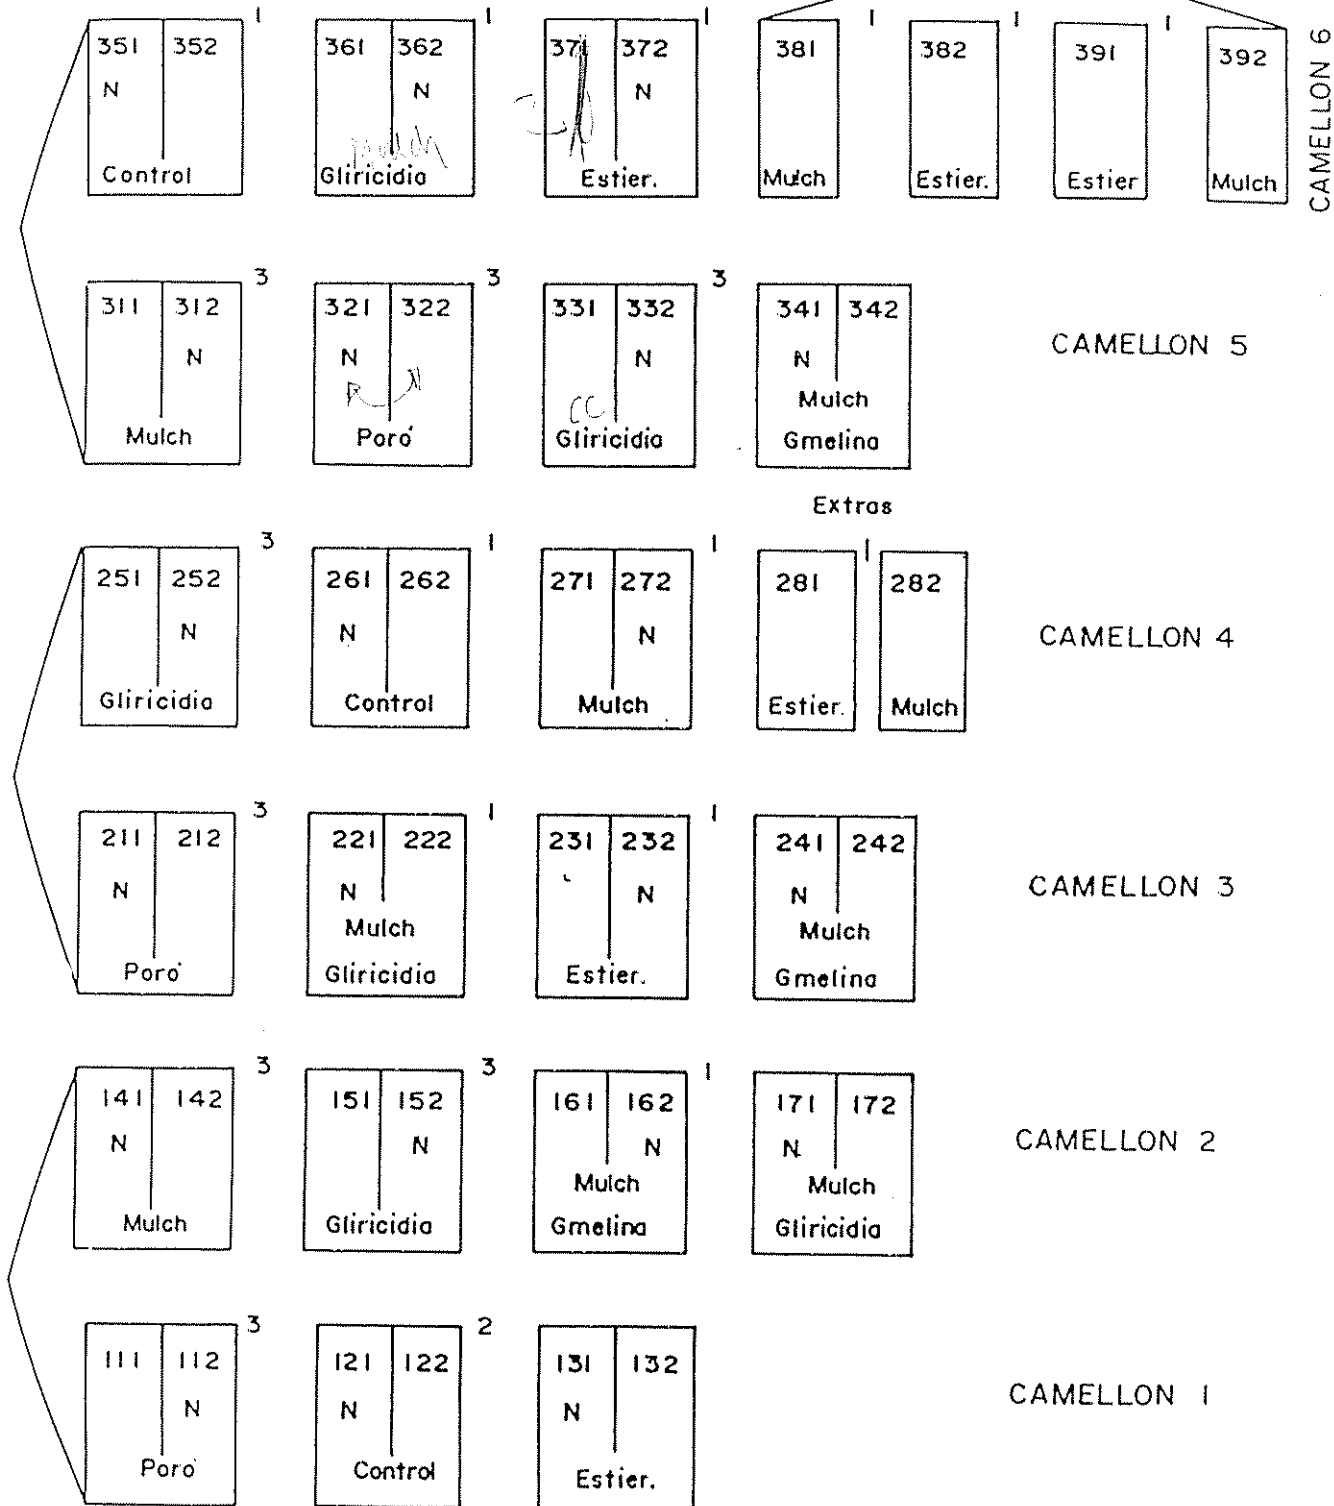 1 1 1 1 1 1
351 352 361 362 371 372 381 382 391 392
N N N
Mulch
Control Gliricidia Estier. Mulch Estier. Estier Mulch
CAMELLON 6
3 3 3
311 312 321 322 331 332 341 342
N N N N
CAMELLON 5
N
Mulch
CC
Mulch Poró Gliricidia Gmelina
Extras
3 1 1 1
251 252 261 262 271 272 281 282
N N N
CAMELLON 4
Gliricidia Control Mulch Estier. Mulch
3 1 1
211 212 221 222 231 232 241 242
N N N N
CAMELLON 3
Mulch Mulch
Poró Gliricidia Estier. Gmelina
3 3 1
141 142 151 152 161 162 171 172
N N N N
CAMELLON 2
Mulch Mulch
Mulch Gliricidia Gmelina Gliricidia
3 2
111 112 121 122 131 132
N N N
CAMELLON 1
Poró Control Estier.